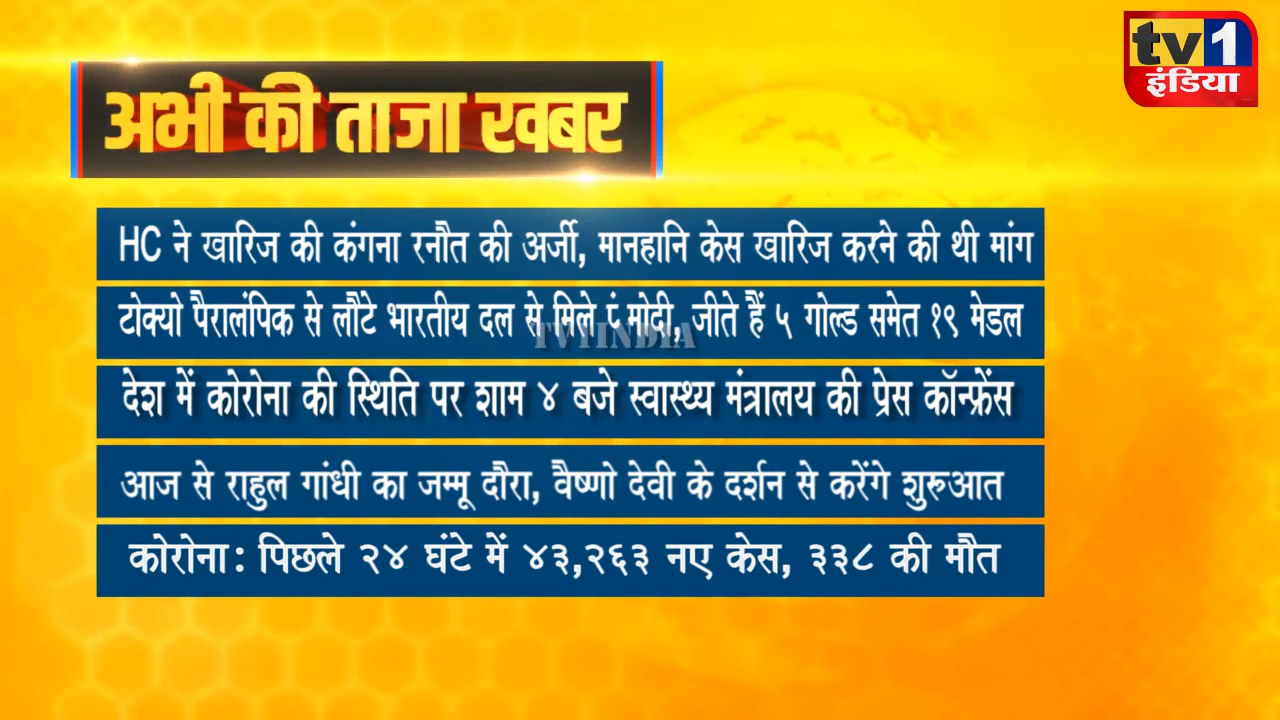 tv1
इंडिया
अभी की ताजा खबर
HC ने खारिज की कंगना रनौत की अर्जी, मानहानि केस खारिज करने की थी मांग
टोक्यो पैरालंपिक से लौटे भारतीय दल से मिले मोदी, जीते हैं ५ गोल्ड समेत १९ मेडल
TV1INDIA
देश में कोरोना की स्थिति पर शाम ४ बजे स्वास्थ्य मंत्रालय की प्रेस कॉन्फ्रेंस
आज से राहुल गांधी का जम्मू दौरा, वैष्णो देवी के दर्शन से करेंगे शुरुआत
कोरोना: पिछले २४ घंटे में ४३,२६३ नए केस, ३३८ की मौत